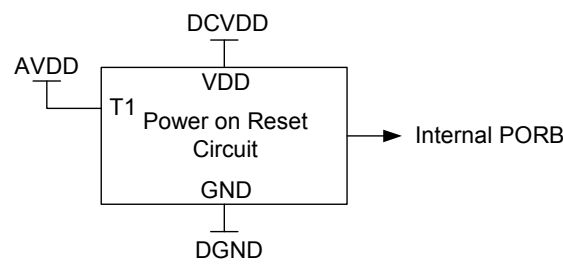 DCVDD
AVDD
VDD
T1
Power on Reset
Circuit
Internal PORB
GND
DGND